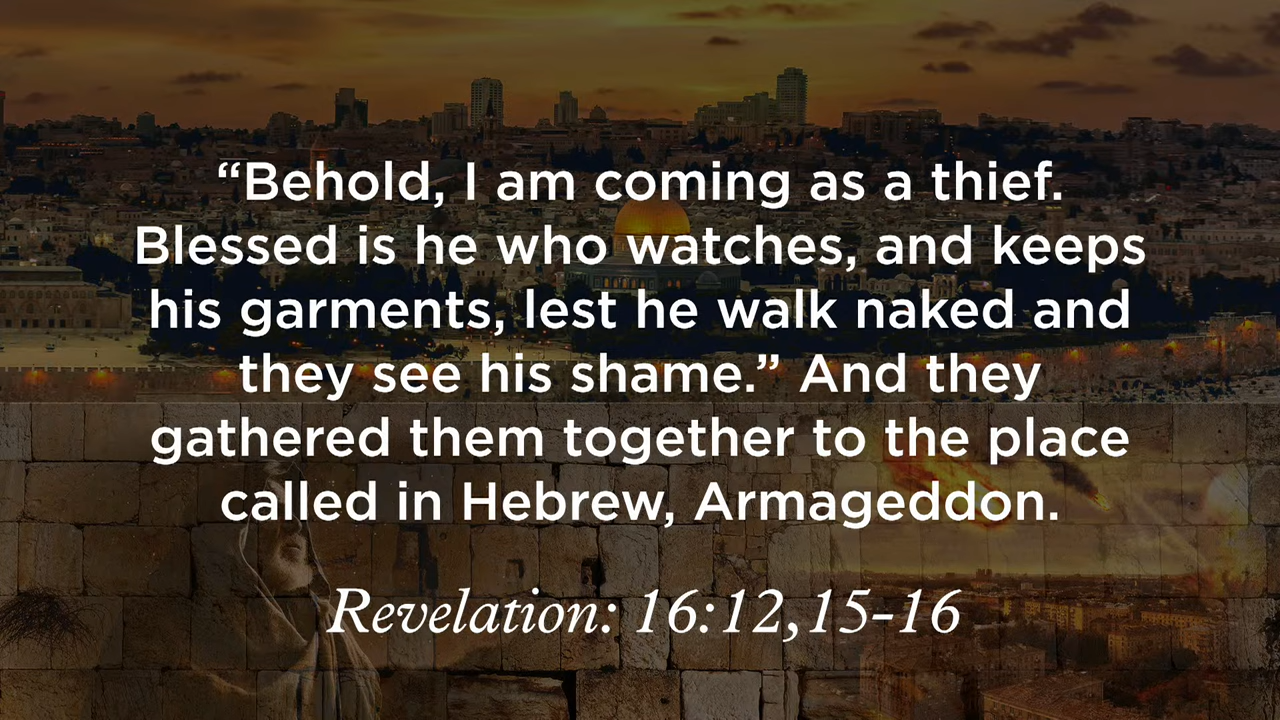 “Behold, I am coming as a thief.
Blessed is he who watches, and keeps
his garments, lest he walk naked and
they see his shame.” And they
gathered them together to the place
called in Hebrew, Armageddon.
Revelation: 16:12,15-16